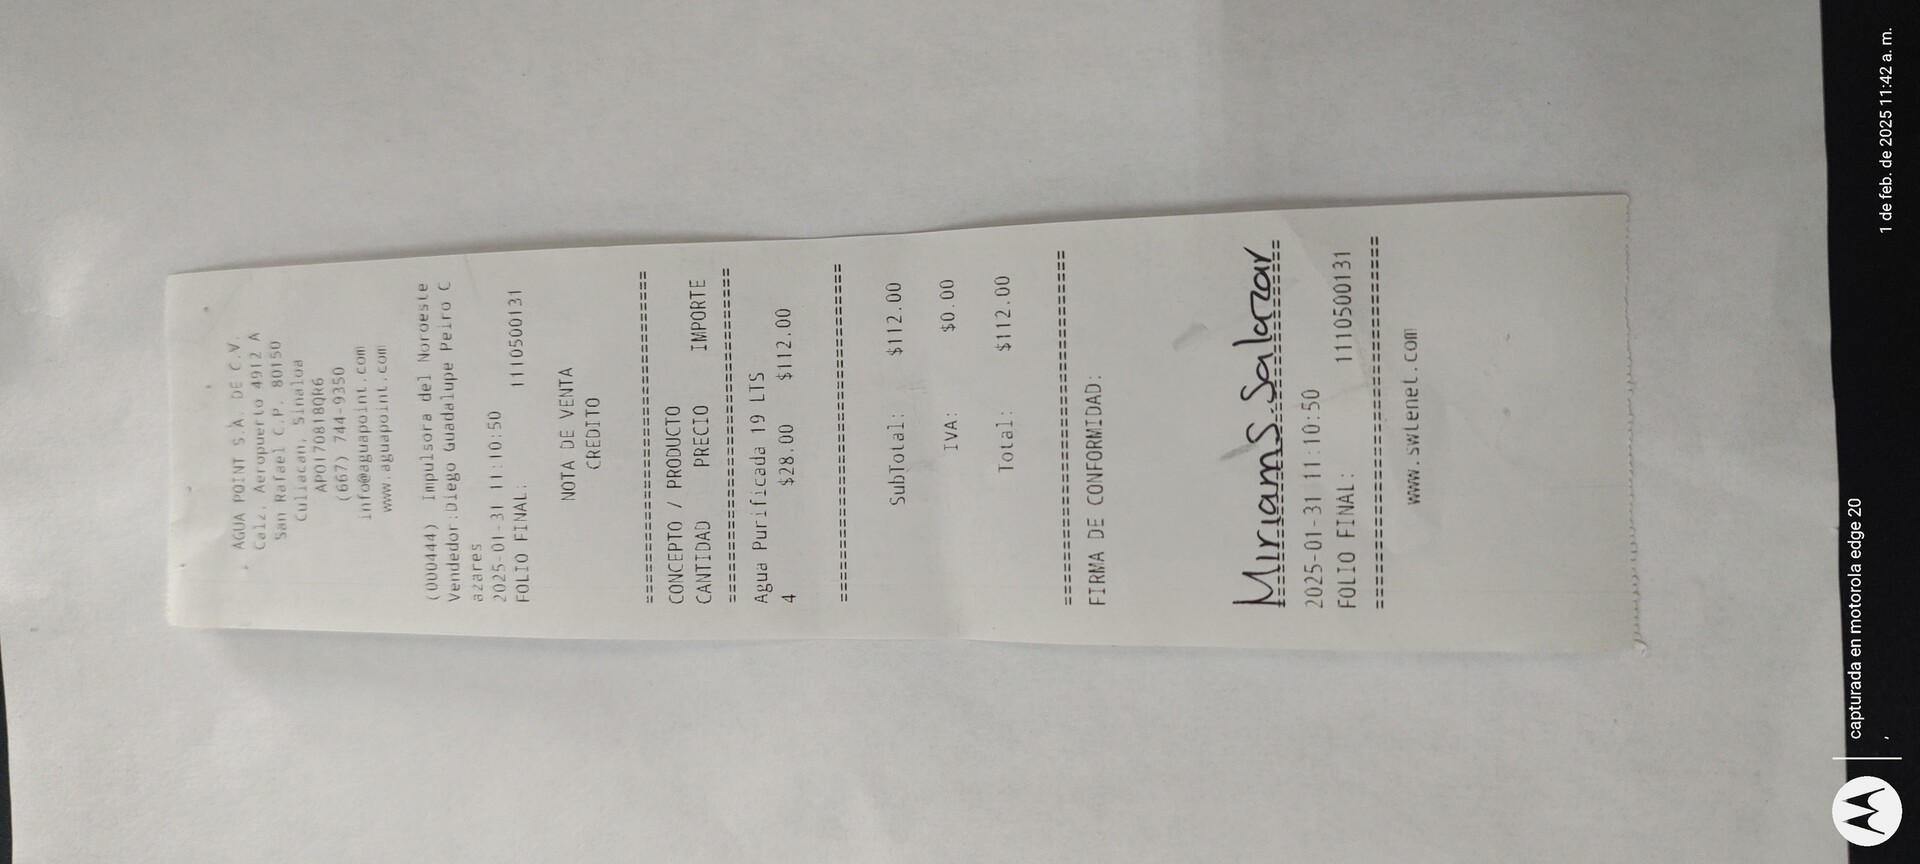 AGUA POINT S.A. DE C.V.
Calz. Aeropuerto 4912 A
San Rafael C.P. 80150
Culiacan, Sinaloa
APO170818QR6
(667) 744-9350
info@aguapoint.com
www.aguapoint.com
(000444) Impulsora del Noroeste
Vendedor:Diego Guadalupe Peiro C
azares
2025-01-31 11:10:50
FOLIO FINAL: 1110500131
NOTA DE VENTA
CREDITO
================================
CONCEPTO / PRODUCTO
CANTIDAD PRECIO IMPORTE
================================
Agua Purificada 19 LTS
4 $28.00 $112.00
================================
SubTotal: $112.00
IVA: $0.00
Total: $112.00
================================
FIRMA DE CONFORMIDAD:
Miriam S. Salazar
================================
2025-01-31 11:10:50
FOLIO FINAL: 1110500131
================================
www.swlenet.com
capturada en motorola edge 20
, 1 de feb. de 2025 11:42 a. m.